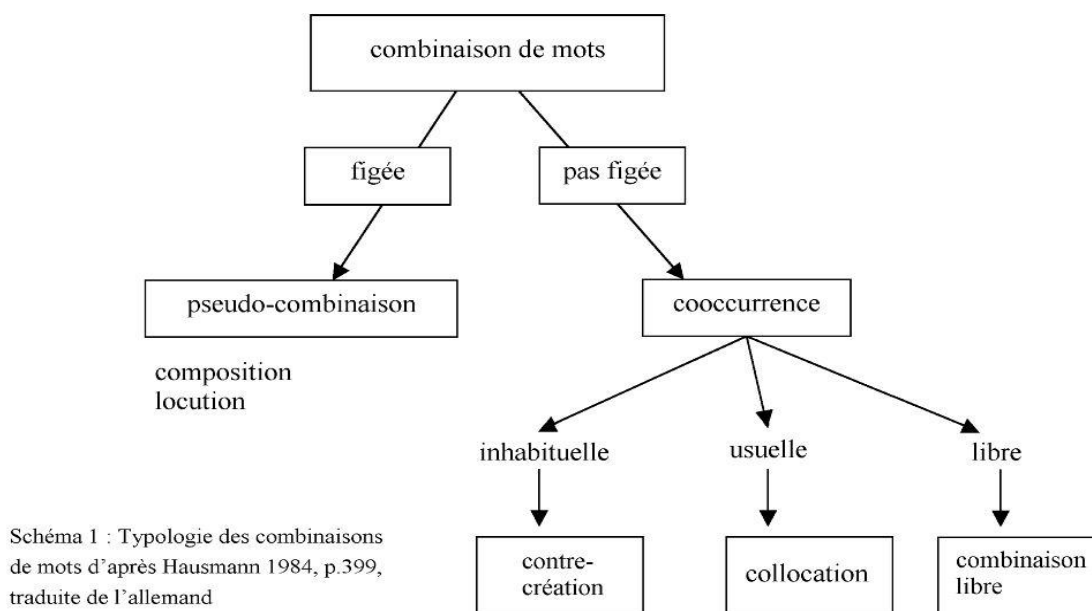 combinaison de mots
figée
pas figée
pseudo-combinaison
cooccurrence
composition
locution
inhabituelle
usuelle
libre
contre-
création
collocation
combinaison
libre
Schéma 1 : Typologie des combinaisons
de mots d'après Hausmann 1984, p.399,
traduite de l'allemand